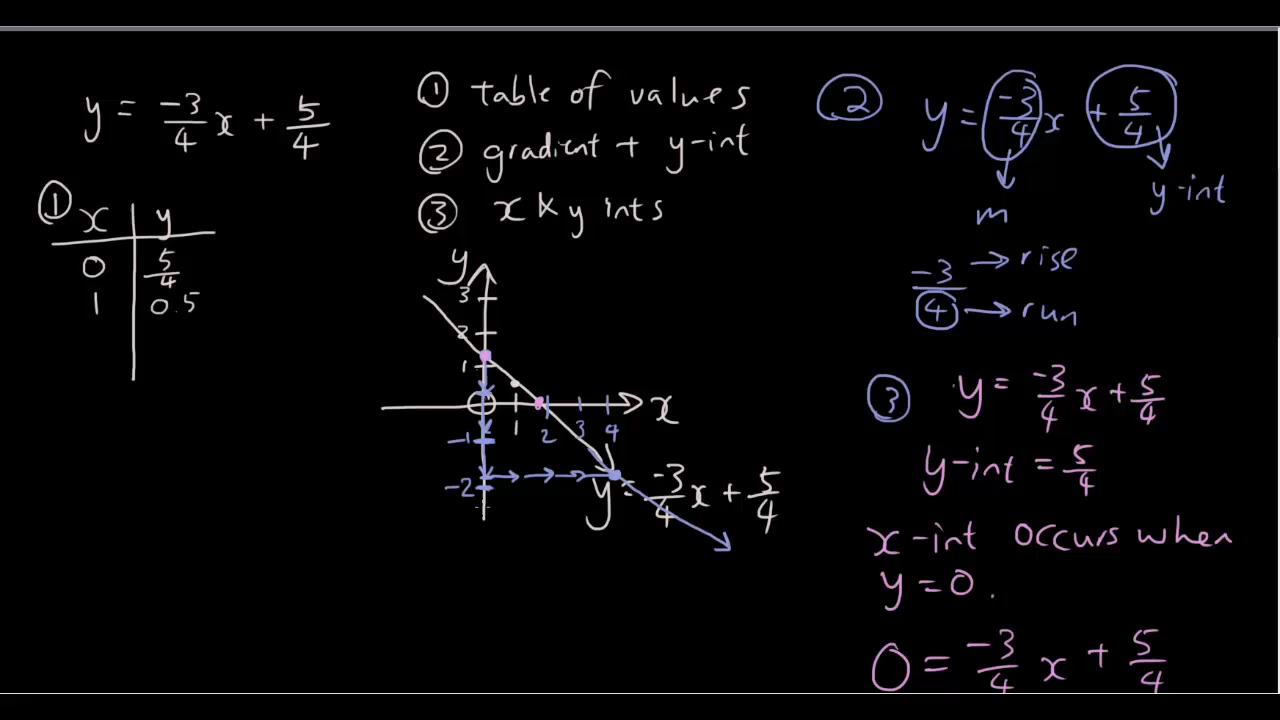 y = -3/4 x + 5/4
① x y
0 5/4
1 0.5
① table of values
② gradient + y-int
③ x & y ints
y
3
2
1
0 1 2 3 4 x
-1
-2
y = -3/4 x + 5/4
② y = -3/4 x + 5/4
y-int
m
-3 → rise
4 → run
③ y = -3/4 x + 5/4
y-int = 5/4
x-int occurs when
y = 0.
0 = -3/4 x + 5/4